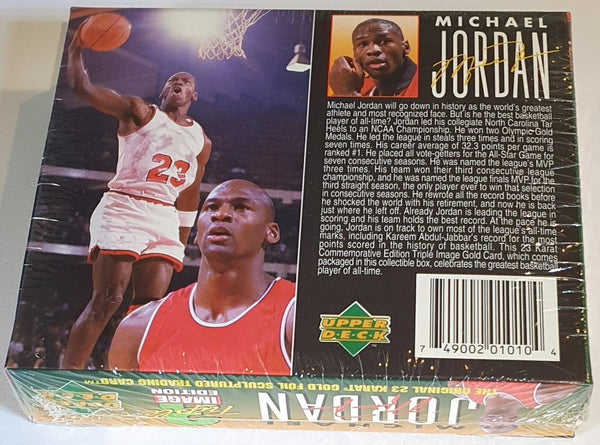 MICHAEL
JORDAN
Michael Jordan will go down in history as the world's greatest
athlete and most recognized face. But is he the best basketball
player of all-time? Jordan led his collegiate North Carolina Tar
Heels to an NCAA Championship. He won two Olympic Gold
Medals. He led the league in steals three times and in scoring
seven times. His career average of 32.3 points per game is
ranked #1. He placed all vote-getters for the All-Star Game for
seven consecutive seasons. He was named the league's MVP
three times. His team won their third consecutive league
championship, and he was named the league finals MVP for the
third straight season, the only player ever to win that selection
in consecutive seasons. He rewrote all the record books before
he shocked the world with his retirement, and now he is back
just where he left off. Already Jordan is leading the league in
scoring and his team holds the best record. At the pace he is
going, Jordan is on track to own most of the league's all-time
marks, including Kareem Abdul-Jabbar's record for the most
points scored in the history of basketball. This 23 Karat
Commemorative Edition Triple Image Gold Card, which comes
packaged in this collectible box, celebrates the greatest basketball
player of all-time.
23
UPPER
DECK
7 49002 01010 4
THE ORIGINAL 23 KARAT GOLD FOIL SCULPTURED TRADING CARD™
UPPER
DECK
Triple
IMAGE
EDITION
MICHAEL
JORDAN